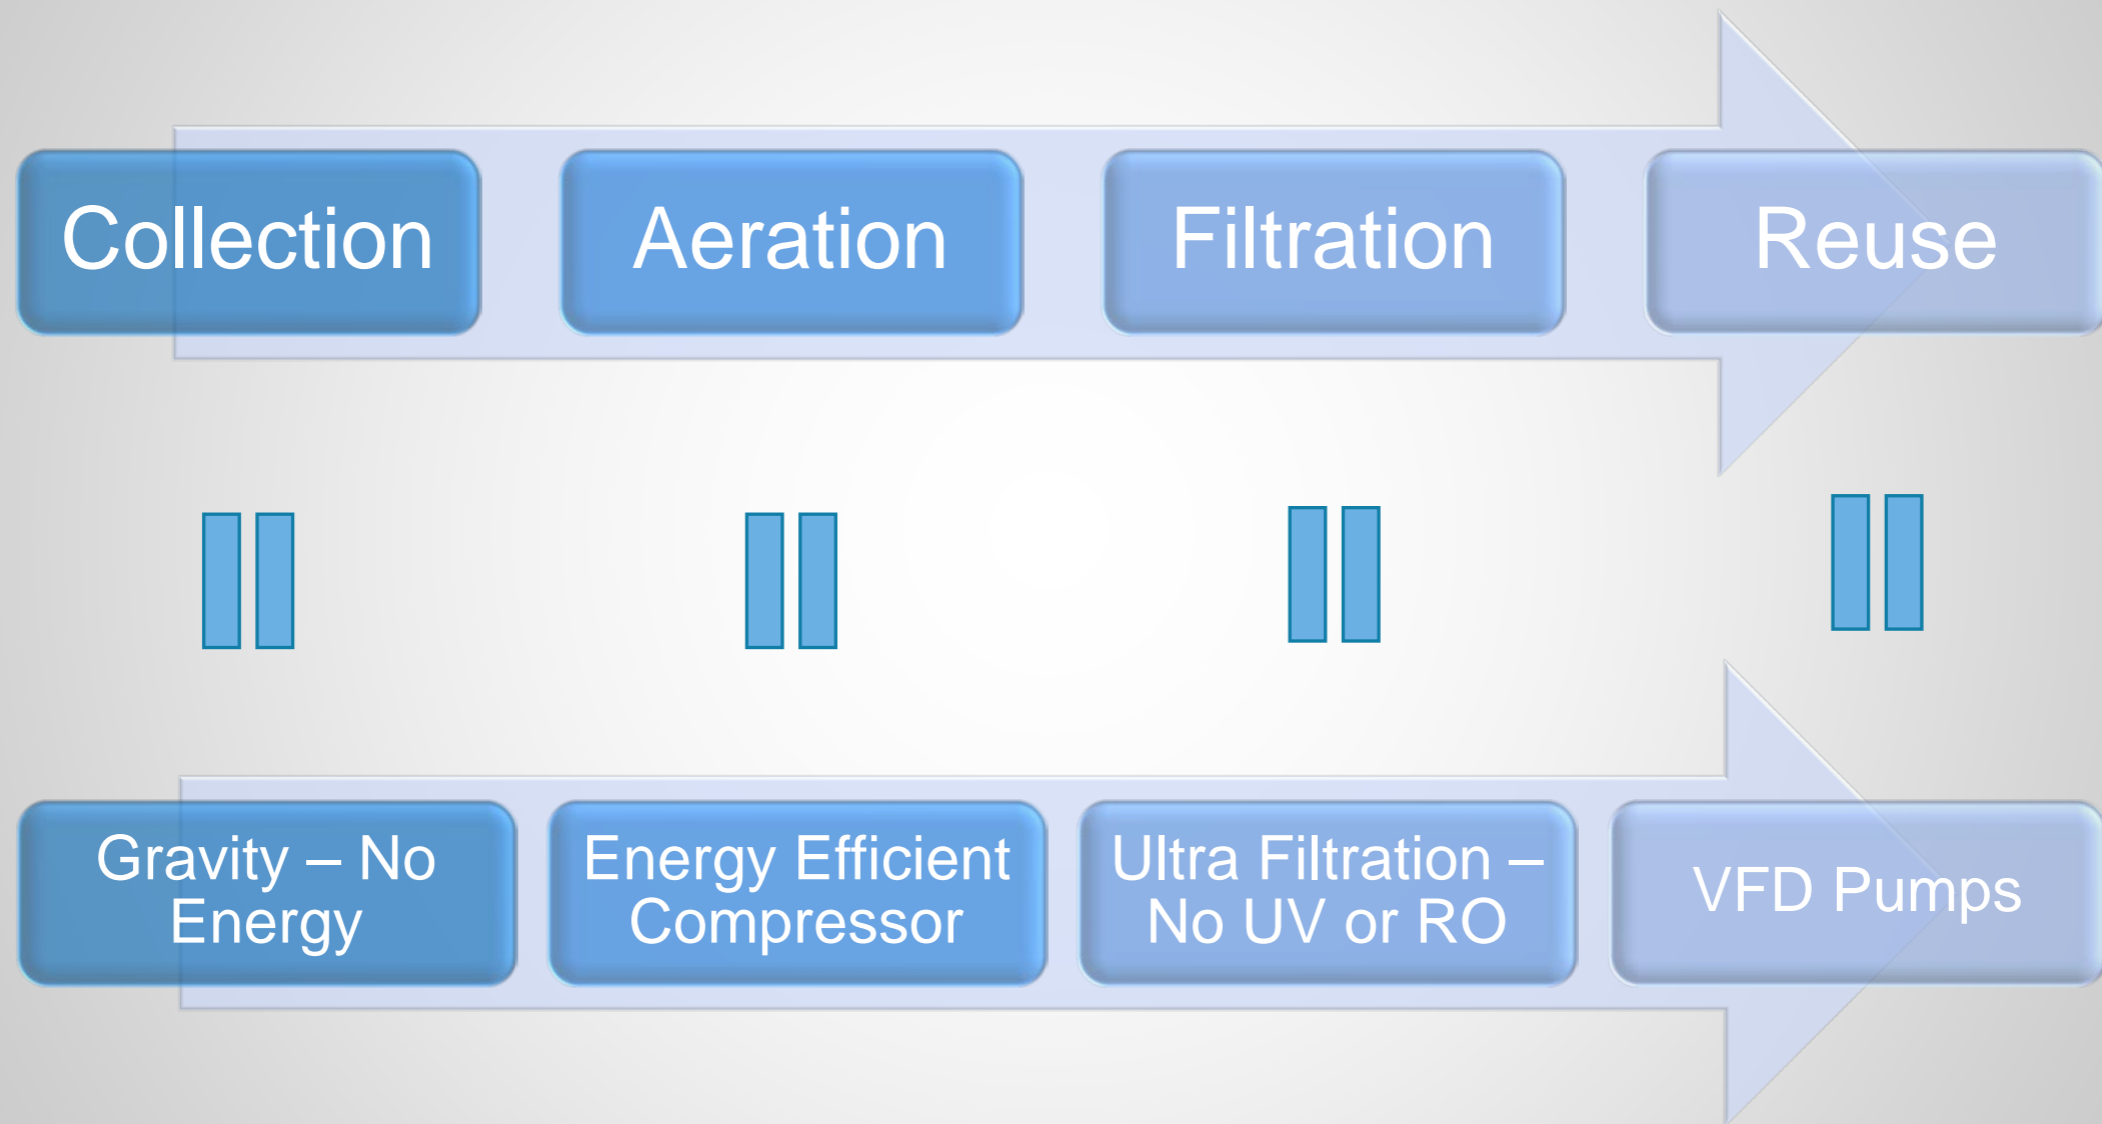 Collection
Aeration
Filtration
Reuse
Gravity – No
Energy
Energy Efficient
Compressor
Ultra Filtration –
No UV or RO
VFD Pumps